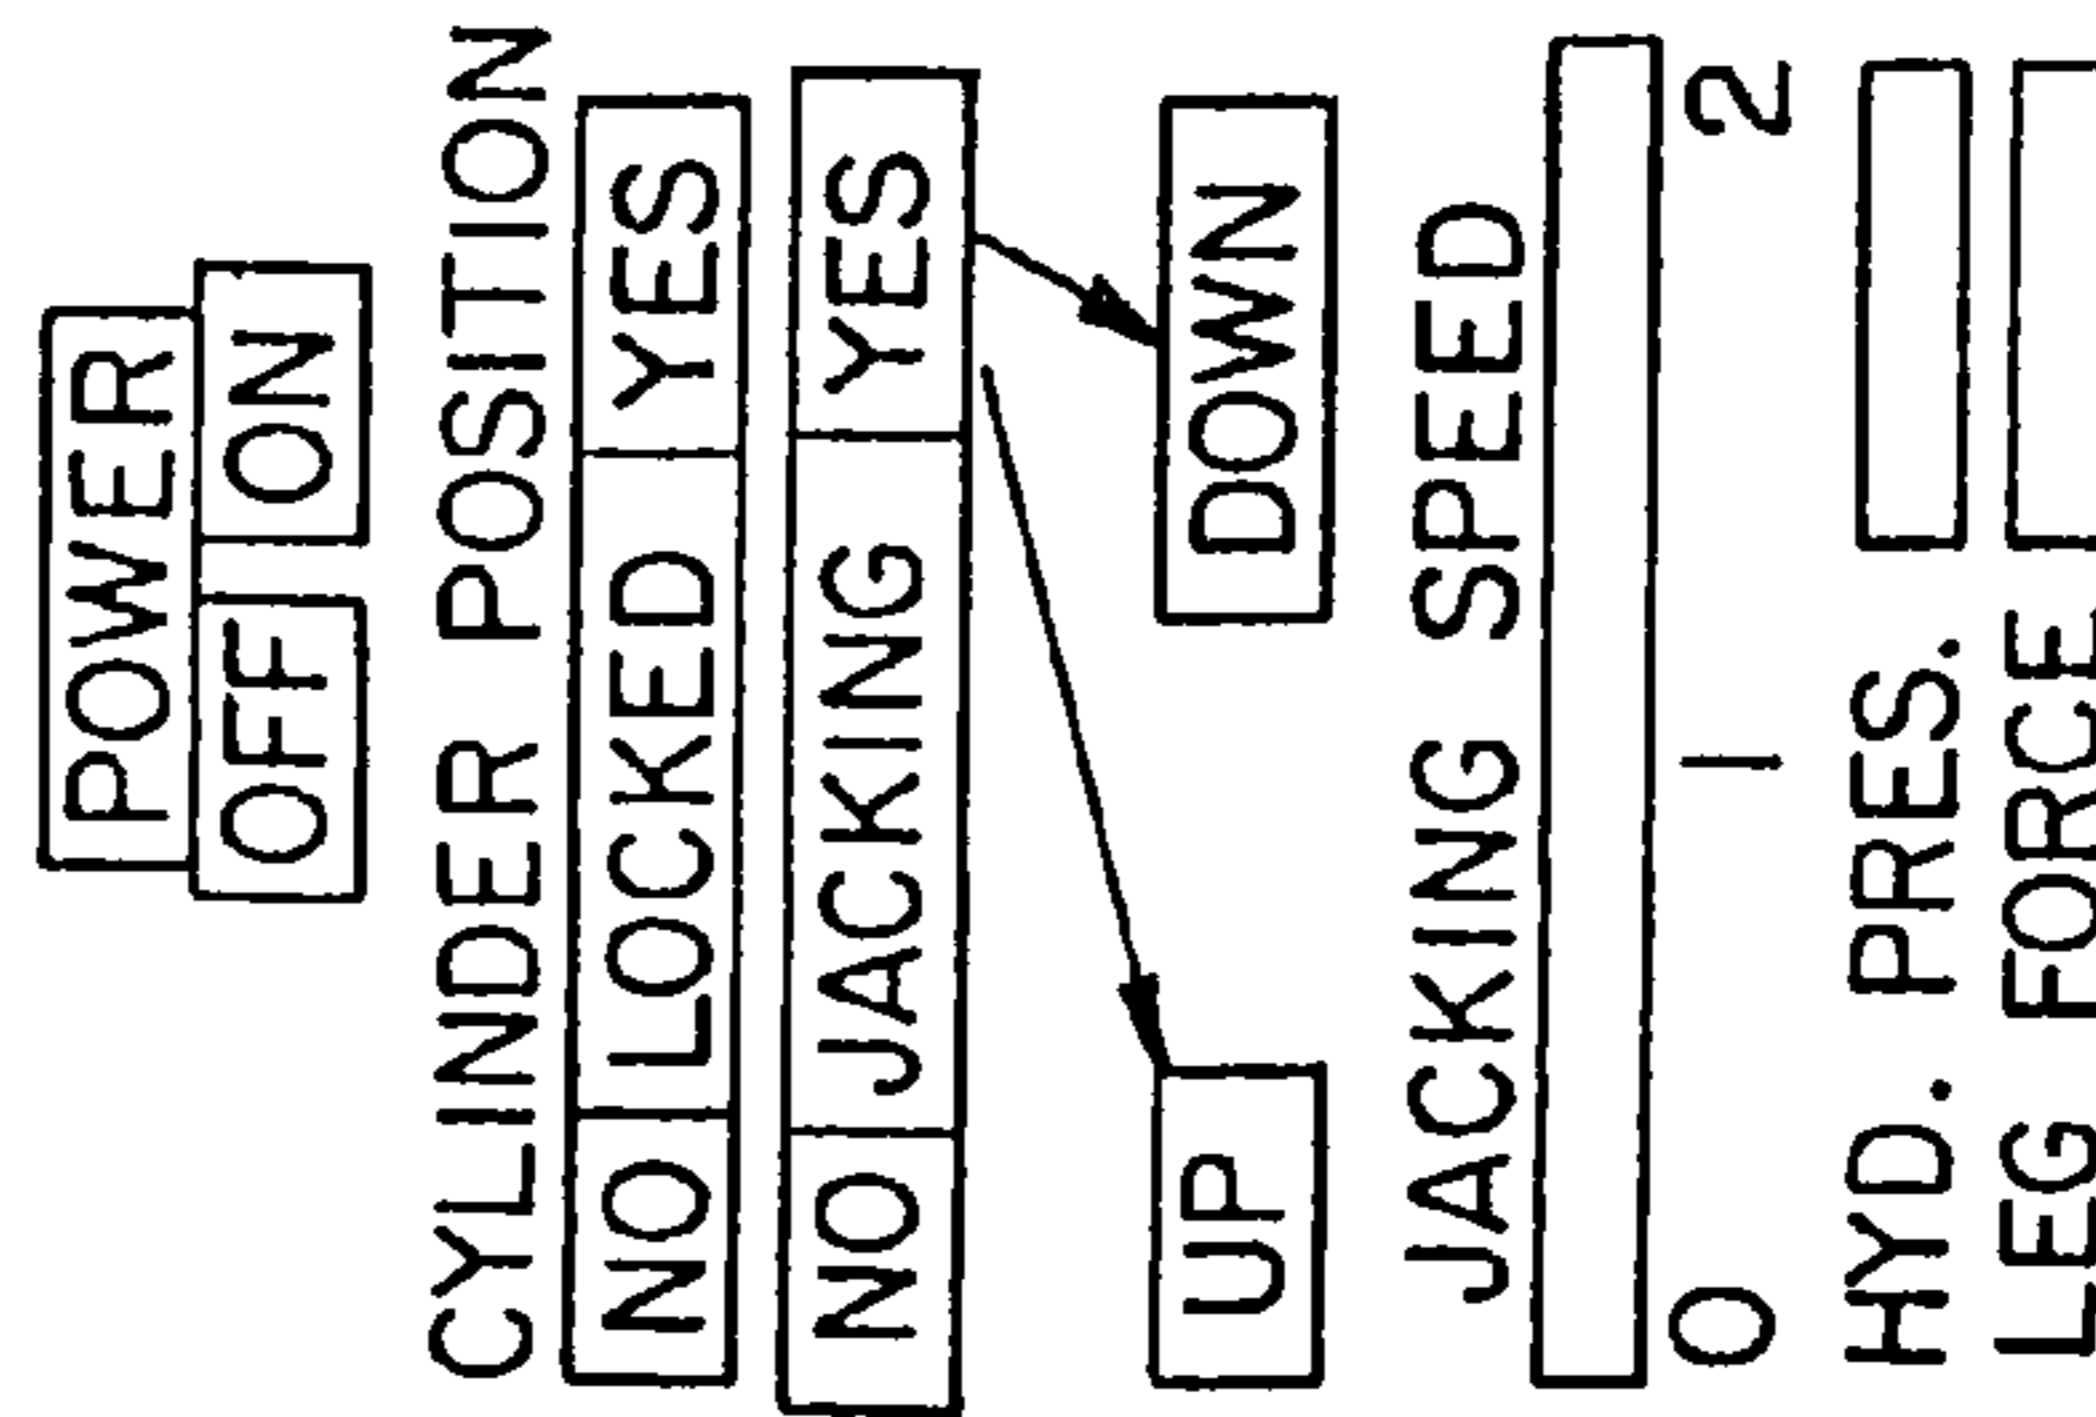 POWER
OFF ON
CYLINDER POSITION
NO LOCKED YES
NO JACKING YES
UP DOWN
JACKING SPEED
0 1 2
HYD. PRES.
LEG FORCE